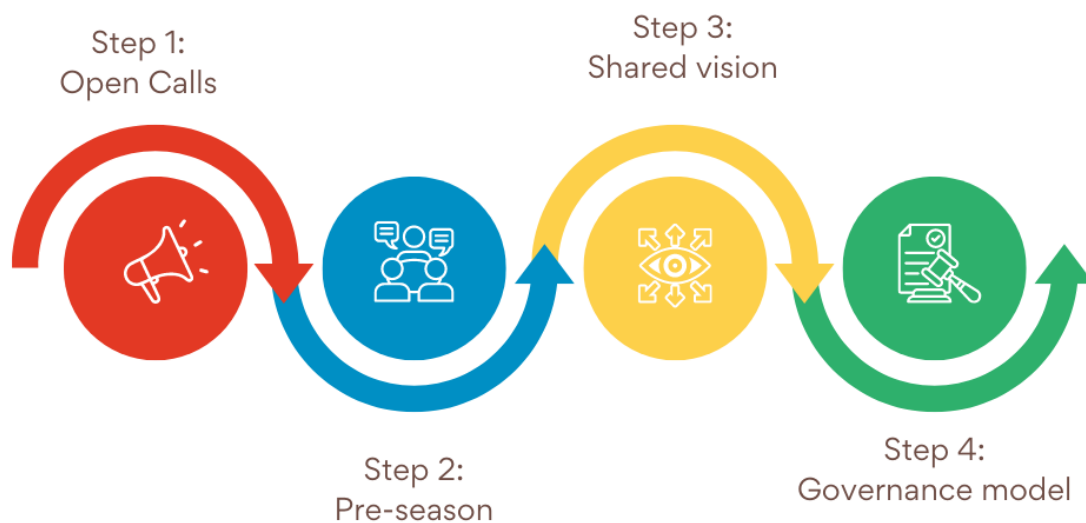 Step 1:
Open Calls
Step 2:
Pre-season
Step 3:
Shared vision
Step 4:
Governance model